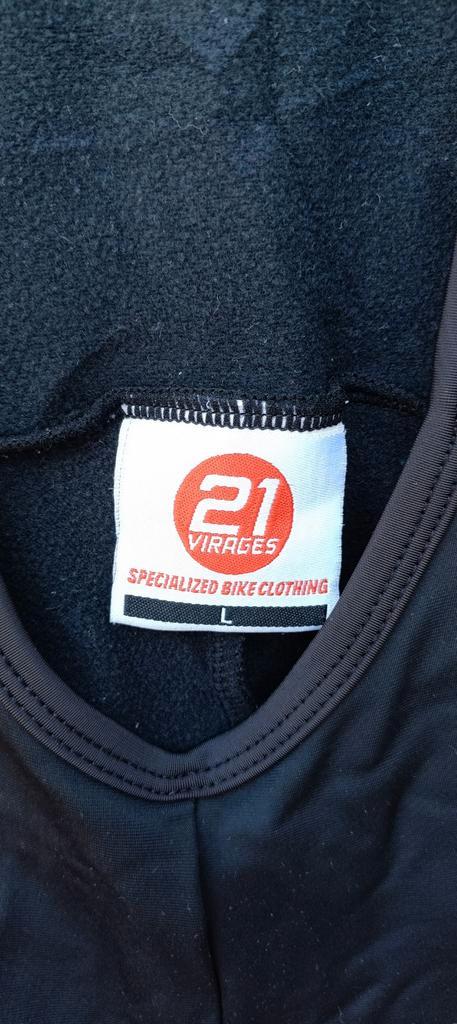 21
VIRAGES
SPECIALIZED BIKE CLOTHING
L